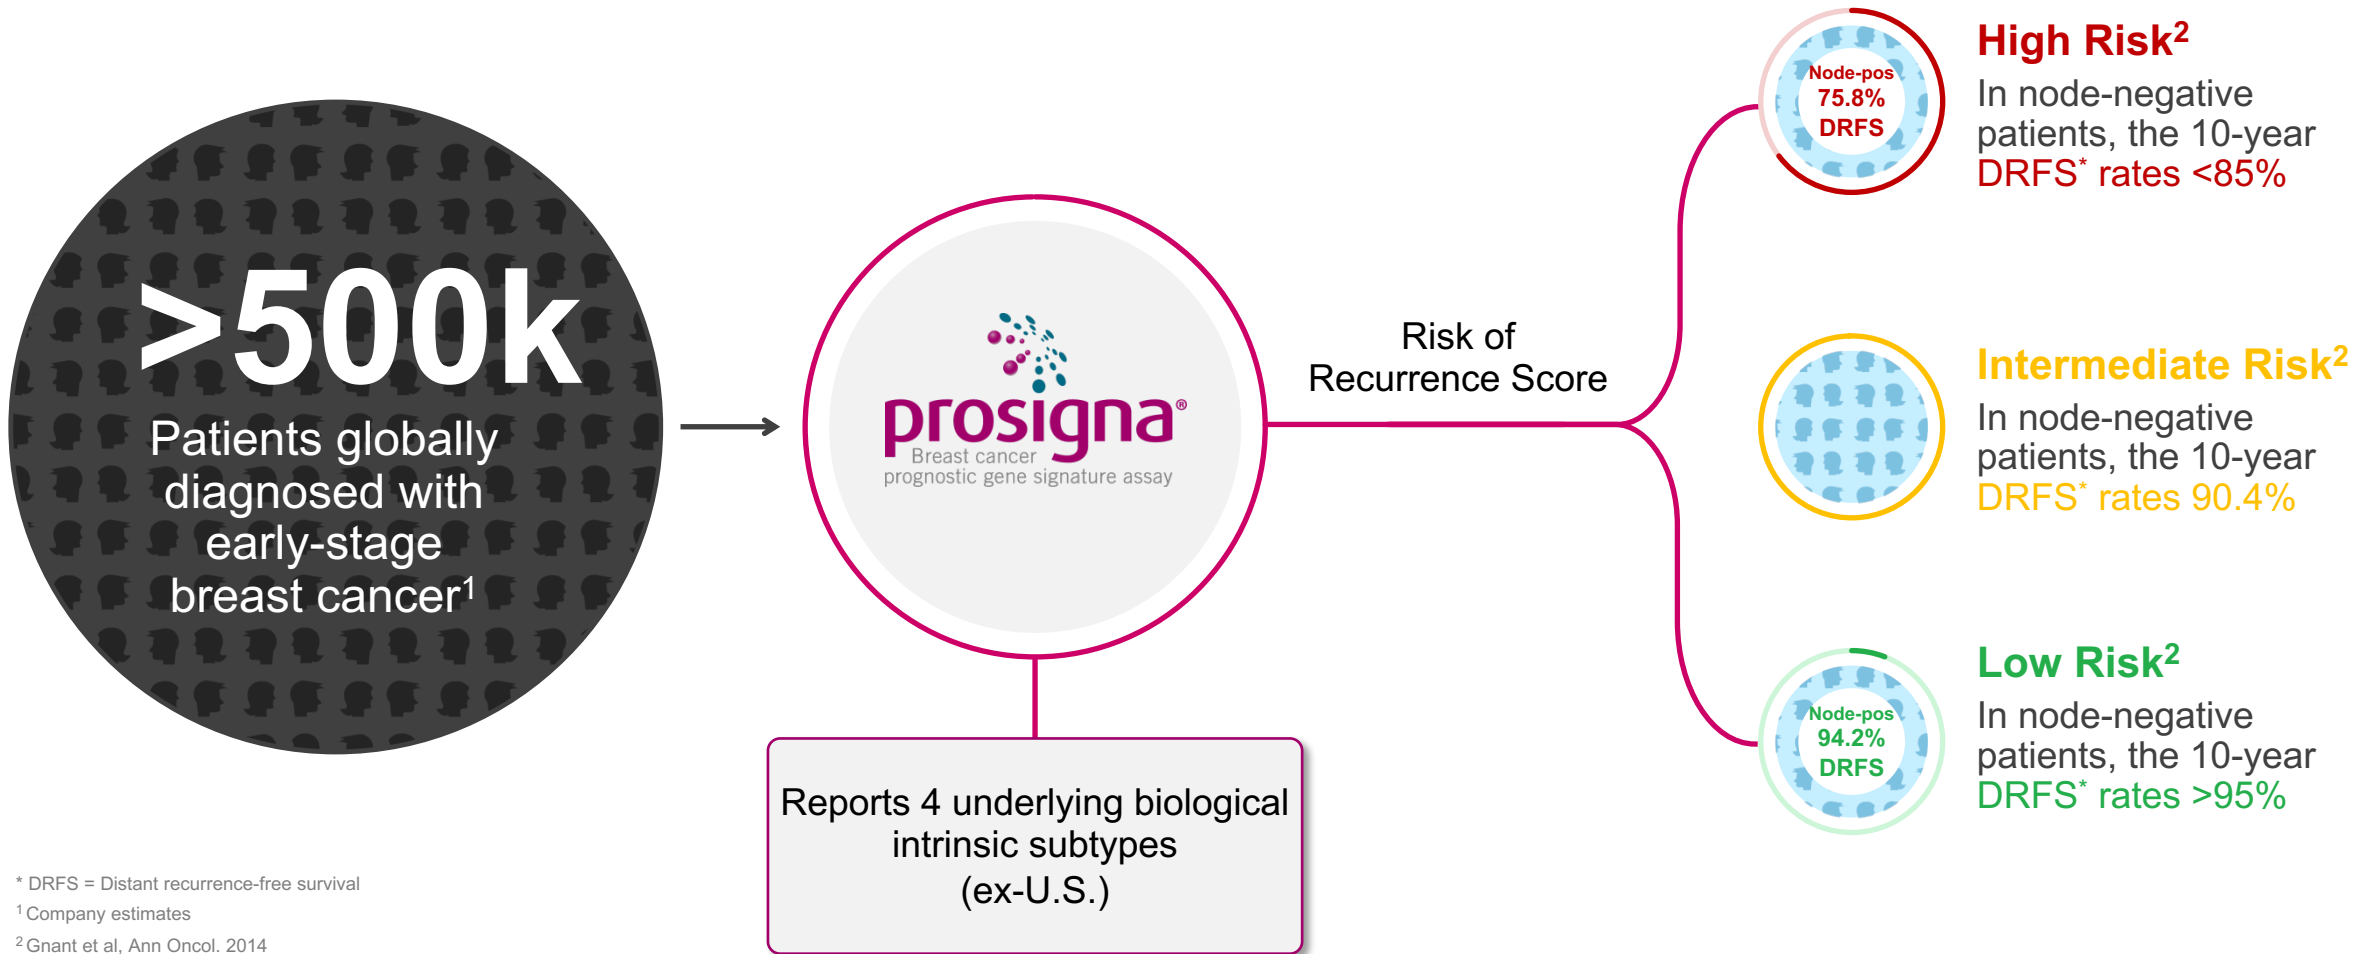 >500k
Patients globally
diagnosed with
early-stage
breast cancer1
prosigna®
Breast cancer
prognostic gene signature assay
Reports 4 underlying biological
intrinsic subtypes
(ex-U.S.)
Risk of
Recurrence Score
Node-pos
75.8%
DRFS
High Risk2
In node-negative
patients, the 10-year
DRFS* rates <85%
Intermediate Risk2
In node-negative
patients, the 10-year
DRFS* rates 90.4%
Node-pos
94.2%
DRFS
Low Risk2
In node-negative
patients, the 10-year
DRFS* rates >95%
* DRFS = Distant recurrence-free survival
1 Company estimates
2 Gnant et al, Ann Oncol. 2014